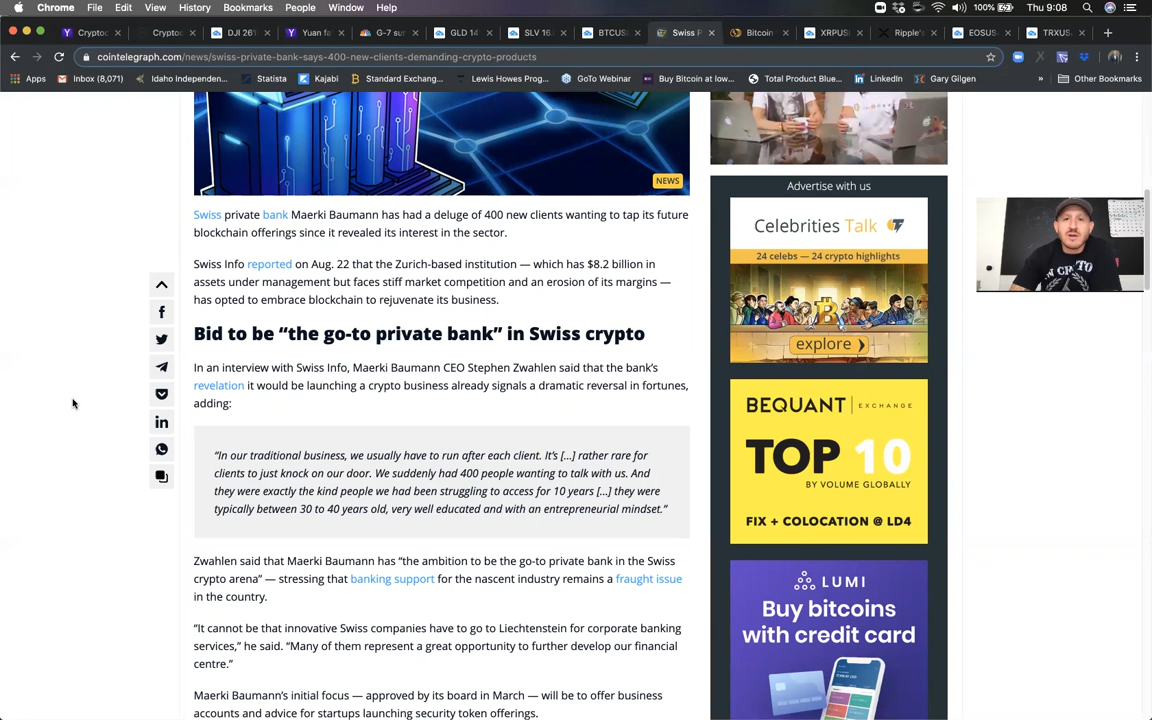 Chrome File Edit View History Bookmarks People Window Help 100% Thu 9:08
Cryptoc Cryptoc DJI 261 Yuan fa G-7 sur GLD 14 SLV 16. BTCUS Swiss P Bitcoin XRPUS Ripple's EOSUS TRXUS
cointelegraph.com/news/swiss-private-bank-says-400-new-clients-demanding-crypto-products
Apps Inbox (8,071) Idaho Independen... Statista Kajabi Standard Exchang... Lewis Howes Prog... GoTo Webinar Buy Bitcoin at low... Total Product Blue... LinkedIn Gary Gilgen » Other Bookmarks
NEWS
Swiss private bank Maerki Baumann has had a deluge of 400 new clients wanting to tap its future
blockchain offerings since it revealed its interest in the sector.
Swiss Info reported on Aug. 22 that the Zurich-based institution — which has $8.2 billion in
assets under management but faces stiff market competition and an erosion of its margins —
has opted to embrace blockchain to rejuvenate its business.
Bid to be “the go-to private bank” in Swiss crypto
In an interview with Swiss Info, Maerki Baumann CEO Stephen Zwahlen said that the bank’s
revelation it would be launching a crypto business already signals a dramatic reversal in fortunes,
adding:
“In our traditional business, we usually have to run after each client. It’s [...] rather rare for
clients to just knock on our door. We suddenly had 400 people wanting to talk with us. And
they were exactly the kind people we had been struggling to access for 10 years [...] they were
typically between 30 to 40 years old, very well educated and with an entrepreneurial mindset.”
Zwahlen said that Maerki Baumann has “the ambition to be the go-to private bank in the Swiss
crypto arena” — stressing that banking support for the nascent industry remains a fraught issue
in the country.
“It cannot be that innovative Swiss companies have to go to Liechtenstein for corporate banking
services,” he said. “Many of them represent a great opportunity to further develop our financial
centre.”
Maerki Baumann’s initial focus — approved by its board in March — will be to offer business
accounts and advice for startups launching security token offerings.
Advertise with us
Celebrities Talk
24 celebs — 24 crypto highlights
explore ❯
BEQUANT | EXCHANGE
TOP 10
BY VOLUME GLOBALLY
FIX + COLOCATION @ LD4
LUMI
Buy bitcoins
with credit card